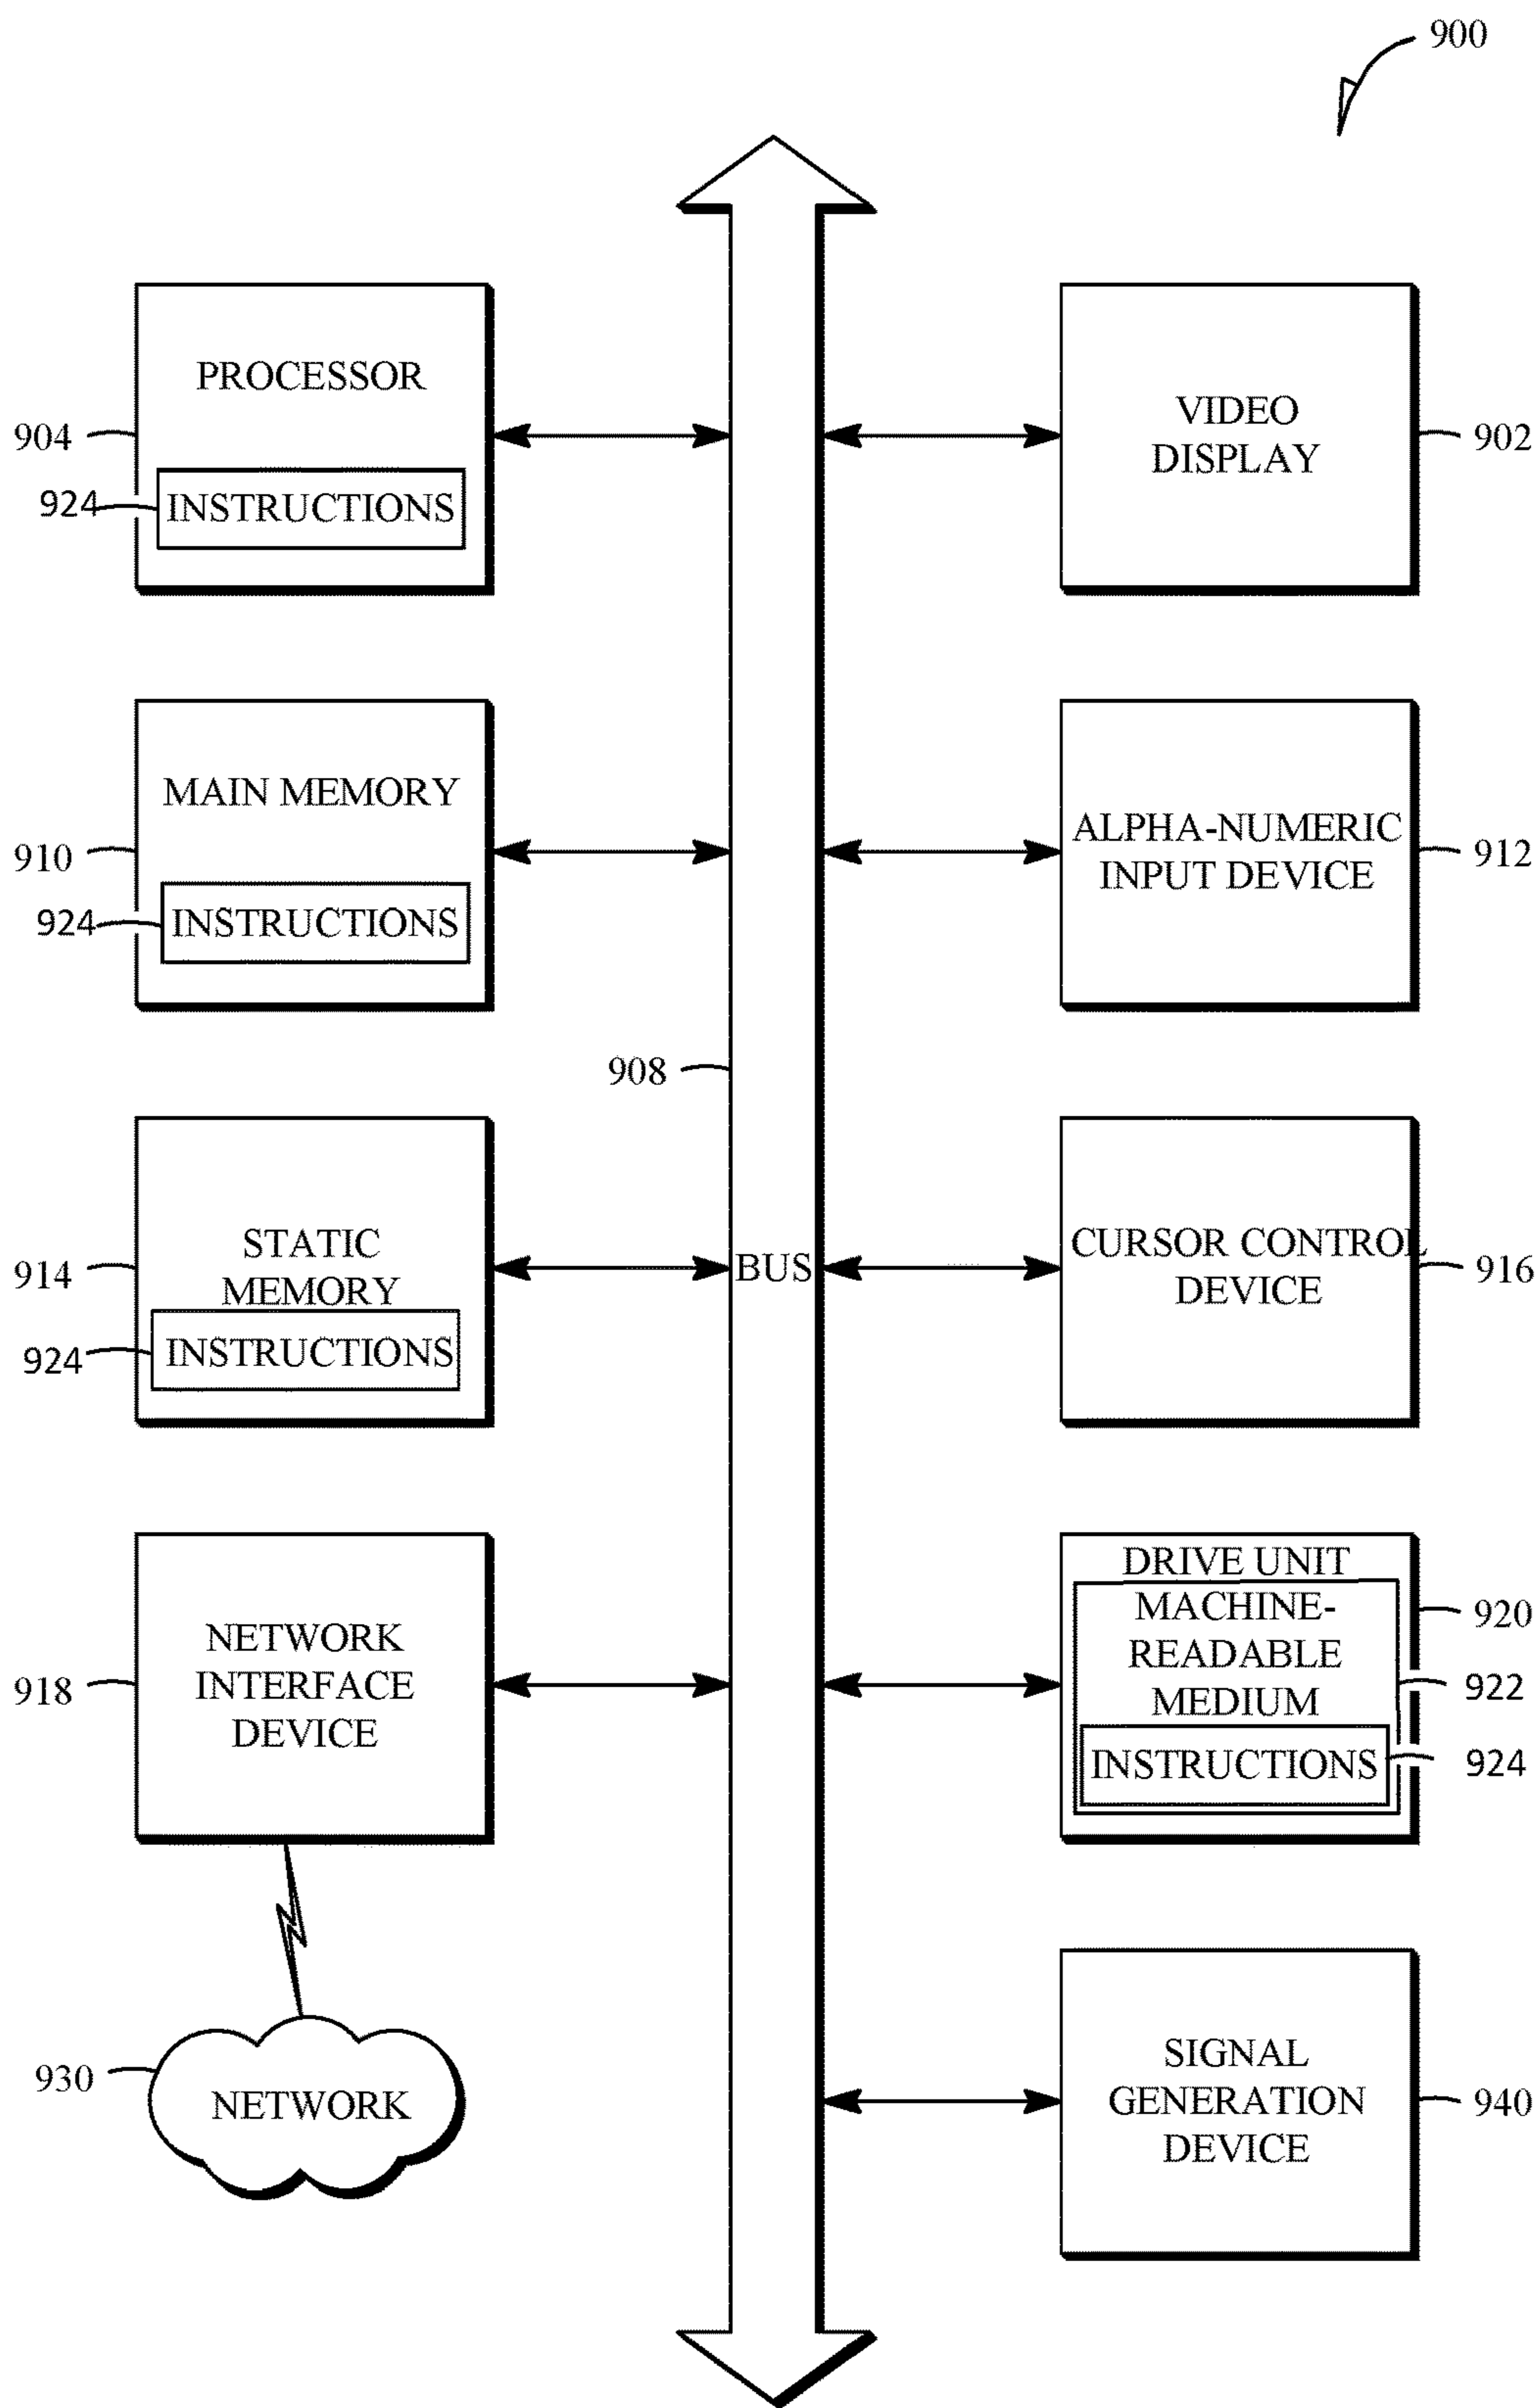 900
PROCESSOR
904
924
INSTRUCTIONS
VIDEO
DISPLAY
902
MAIN MEMORY
910
924
INSTRUCTIONS
ALPHA-NUMERIC
INPUT DEVICE
912
908
STATIC
MEMORY
914
924
INSTRUCTIONS
BUS
CURSOR CONTROL
DEVICE
916
NETWORK
INTERFACE
DEVICE
918
DRIVE UNIT
MACHINE-
READABLE
MEDIUM
INSTRUCTIONS
920
922
924
930
NETWORK
SIGNAL
GENERATION
DEVICE
940